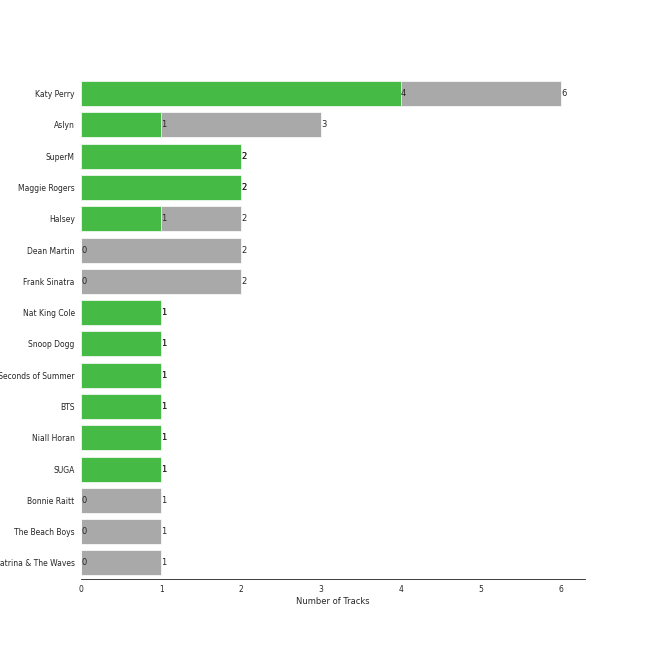 Katy Perry 4 6
Aslyn 1 3
SuperM 2
Maggie Rogers 2
Halsey 1 2
Dean Martin 0 2
Frank Sinatra 0 2
Nat King Cole 1
Snoop Dogg 1
Seconds of Summer 1
BTS 1
Niall Horan 1
SUGA 1
Bonnie Raitt 0 1
The Beach Boys 0 1
atrina & The Waves 0 1
0 1 2 3 4 5 6
Number of Tracks